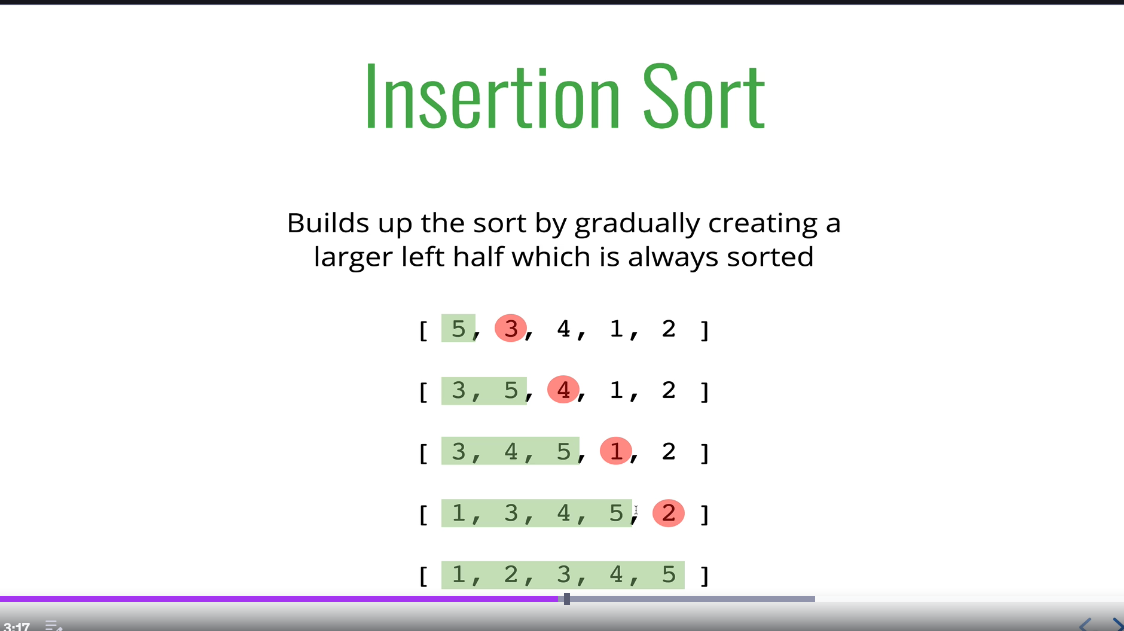 Insertion Sort
Builds up the sort by gradually creating a
larger left half which is always sorted
[ 5, 3, 4, 1, 2 ]
[ 3, 5, 4, 1, 2 ]
[ 3, 4, 5, 1, 2 ]
[ 1, 3, 4, 5, 2 ]
[ 1, 2, 3, 4, 5 ]
3:17